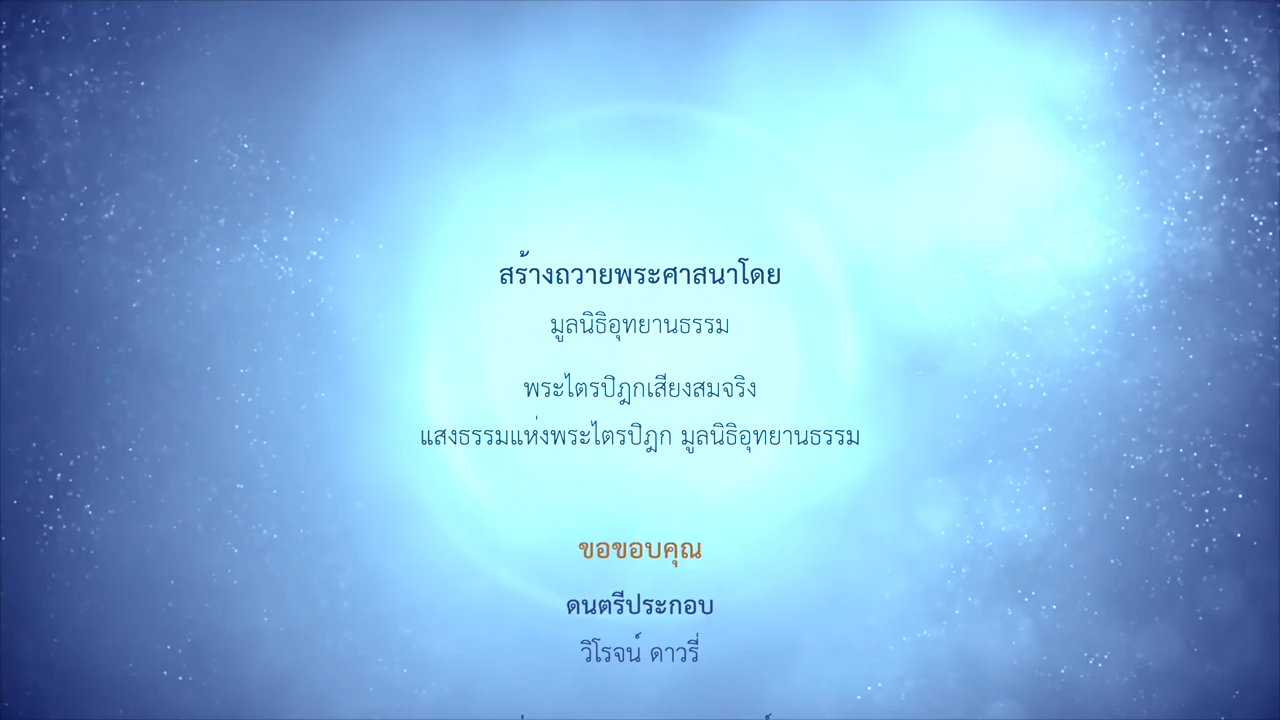 สร้างถวายพระศาสนาโดย
มูลนิธิอุทยานธรรม
พระไตรปิฎกเสียงสมจริง
แสงธรรมแห่งพระไตรปิฎก มูลนิธิอุทยานธรรม
ขอขอบคุณ
ดนตรีประกอบ
วิโรจน์ ดาวรี่